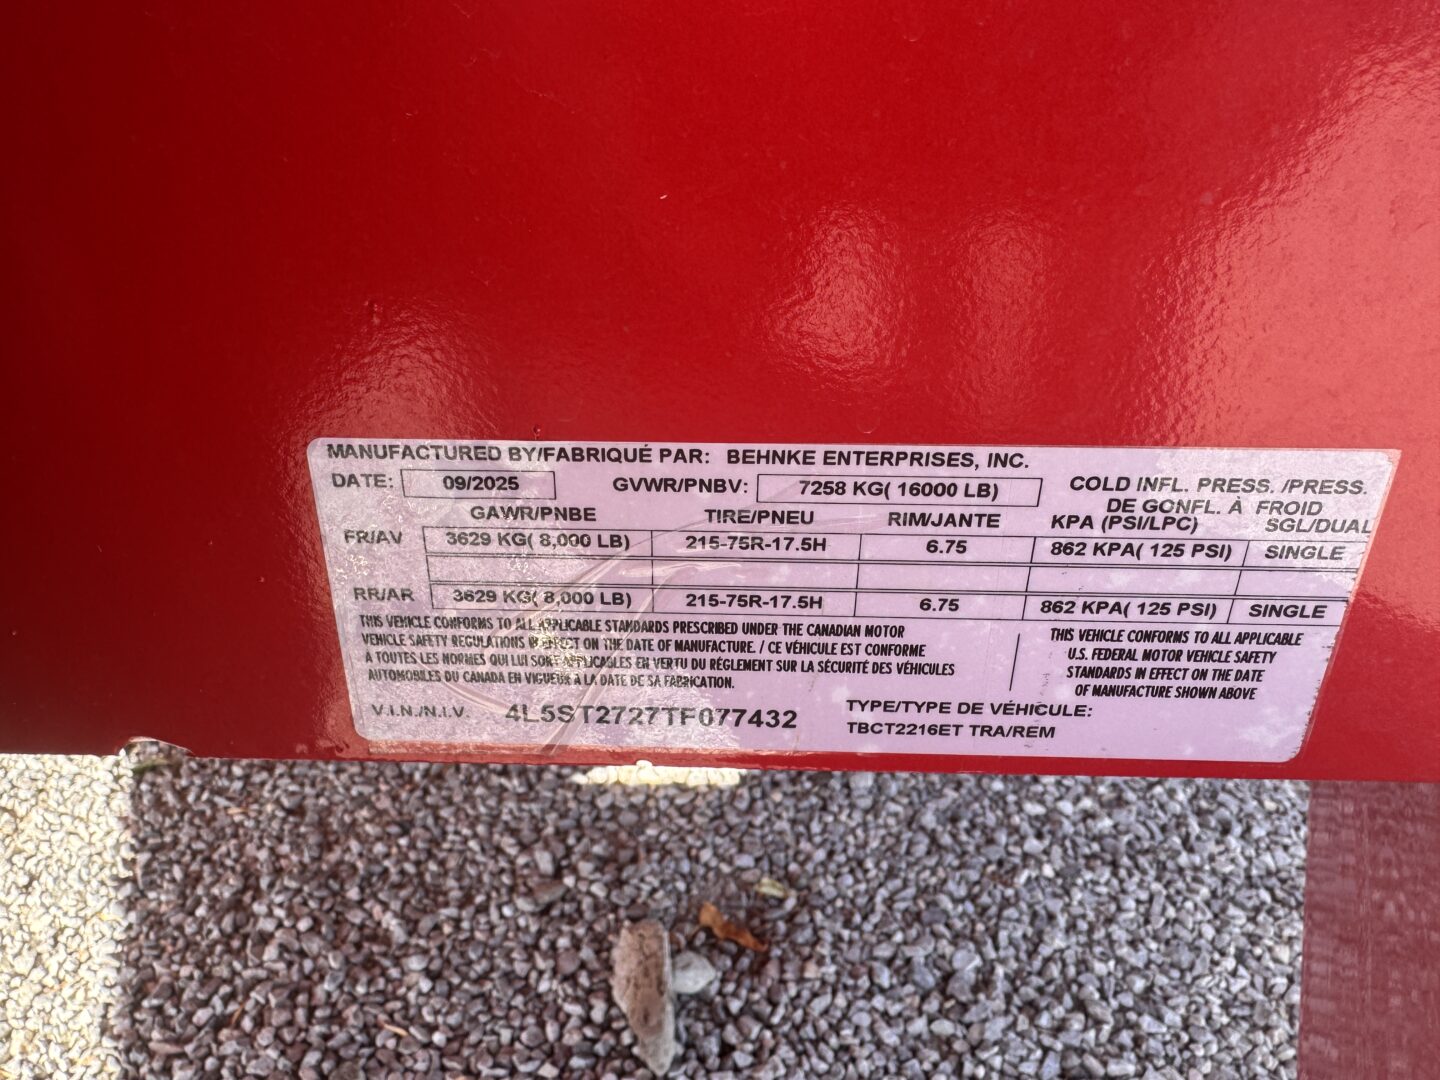 MANUFACTURED BY/FABRIQUÉ PAR: BEHNKE ENTERPRISES, INC.
DATE: 09/2025 GVWR/PNBV: 7258 KG( 16000 LB) COLD INFL. PRESS. /PRESS.
DE GONFL. À FROID
GAWR/PNBE TIRE/PNEU RIM/JANTE KPA (PSI/LPC) SGL/DUAL
FR/AV 3629 KG( 8,000 LB) 215-75R-17.5H 6.75 862 KPA( 125 PSI) SINGLE
RR/AR 3629 KG( 8,000 LB) 215-75R-17.5H 6.75 862 KPA( 125 PSI) SINGLE
THIS VEHICLE CONFORMS TO ALL APPLICABLE STANDARDS PRESCRIBED UNDER THE CANADIAN MOTOR
VEHICLE SAFETY REGULATIONS IN EFFECT ON THE DATE OF MANUFACTURE. / CE VÉHICULE EST CONFORME
A TOUTES LES NORMES QUI LUI SONT APPLICABLES EN VERTU DU RÉGLEMENT SUR LA SÉCURITÉ DES VÉHICULES
AUTOMOBILES DU CANADA EN VIGUEUR A LA DATE DE SA FABRICATION.
THIS VEHICLE CONFORMS TO ALL APPLICABLE
U.S. FEDERAL MOTOR VEHICLE SAFETY
STANDARDS IN EFFECT ON THE DATE
OF MANUFACTURE SHOWN ABOVE
V.I.N./N.I.V. 4L5ST2727TF077432
TYPE/TYPE DE VÉHICULE:
TBCT2216ET TRA/REM